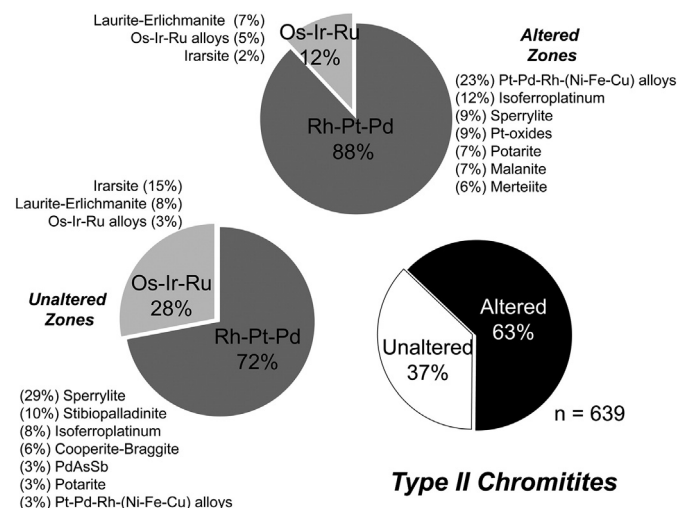 Laurite-Erlichmanite (7%)
Os-Ir-Ru alloys (5%)
Irarsite (2%)
Os-Ir-Ru
12%
Rh-Pt-Pd
88%
Altered
Zones
(23%) Pt-Pd-Rh-(Ni-Fe-Cu) alloys
(12%) Isoferroplatinum
(9%) Sperrylite
(9%) Pt-oxides
(7%) Potarite
(7%) Malanite
(6%) Merteiite
Irarsite (15%)
Laurite-Erlichmanite (8%)
Os-Ir-Ru alloys (3%)
Unaltered
Zones
Os-Ir-Ru
28%
Rh-Pt-Pd
72%
(29%) Sperrylite
(10%) Stibiopalladinite
(8%) Isoferroplatinum
(6%) Cooperite-Braggite
(3%) PdAsSb
(3%) Potarite
(3%) Pt-Pd-Rh-(Ni-Fe-Cu) alloys
Altered
63%
Unaltered
37%
n = 639
Type II Chromitites